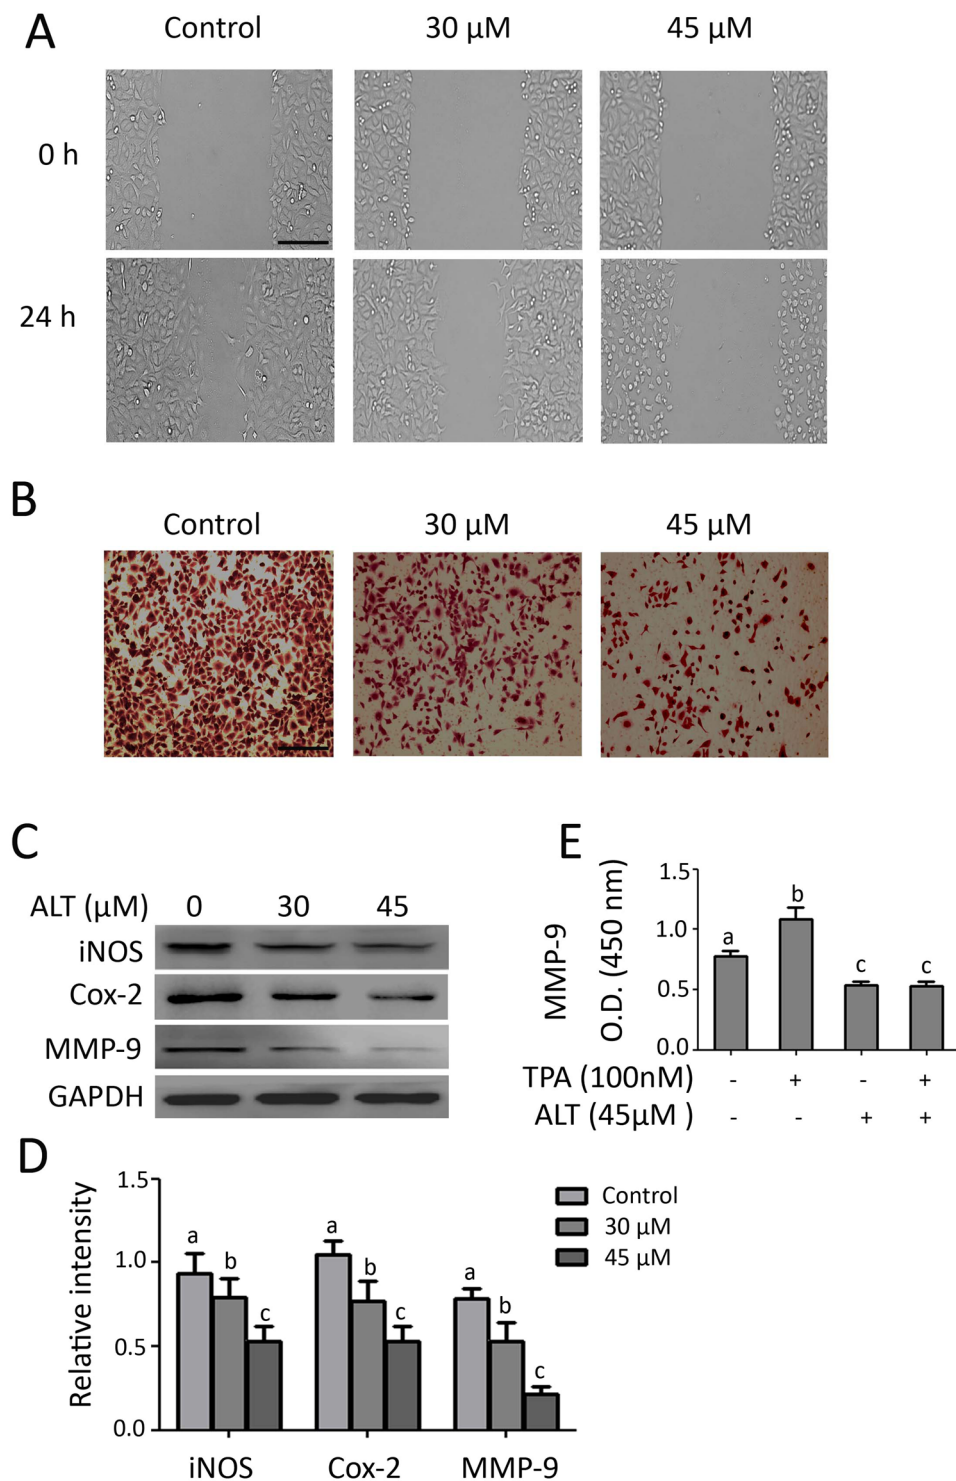 A
Control 30 µM 45 µM
0 h
24 h
B
Control 30 µM 45 µM
C
ALT (µM) 0 30 45
iNOS
Cox-2
MMP-9
GAPDH
E
MMP-9
O.D. (450 nm)
1.5
1.0
0.5
0.0
a b c c
TPA (100nM) - + - +
ALT (45µM ) - - + +
D
Relative intensity
1.5
1.0
0.5
0.0
a b c a b c a b c
iNOS Cox-2 MMP-9
Control
30 µM
45 µM